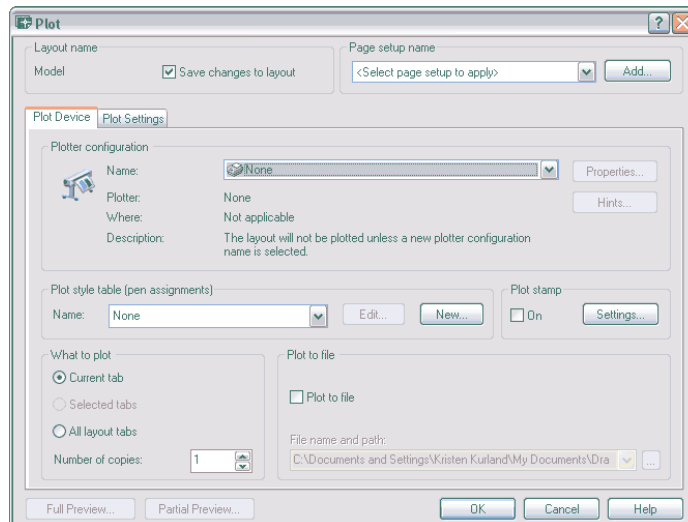 Plot
Layout name
Model
Save changes to layout
Page setup name
<Select page setup to apply>
Add...
Plot Device
Plot Settings
Plotter configuration
Name:
None
Properties...
Plotter:
None
Hints...
Where:
Not applicable
Description:
The layout will not be plotted unless a new plotter configuration
name is selected.
Plot style table (pen assignments)
Name:
None
Edit...
New...
Plot stamp
On
Settings...
What to plot
Current tab
Selected tabs
All layout tabs
Number of copies:
1
Plot to file
Plot to file
File name and path:
C:\Documents and Settings\Kristen Kurland\My Documents\Dra
...
Full Preview...
Partial Preview...
OK
Cancel
Help